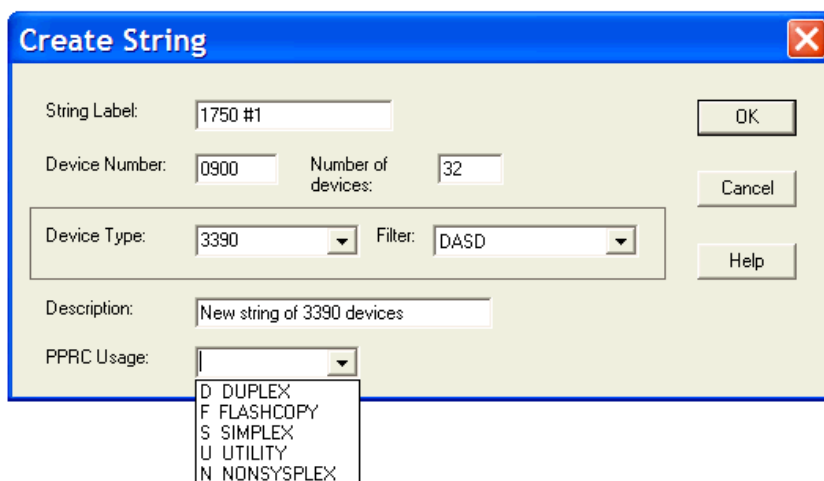 Create String
String Label: 1750 #1 OK
Device Number: 0900 Number of devices: 32
Cancel
Device Type: 3390 Filter: DASD
Help
Description: New string of 3390 devices
PPRC Usage:
D DUPLEX
F FLASHCOPY
S SIMPLEX
U UTILITY
N NONSYSPLEX